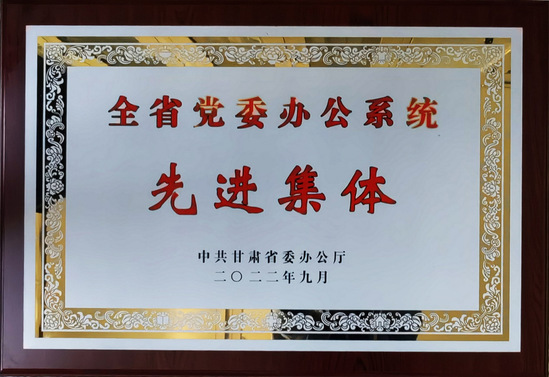 全省党委办公系统
先进集体
中共甘肃省委办公厅
二〇二二年九月